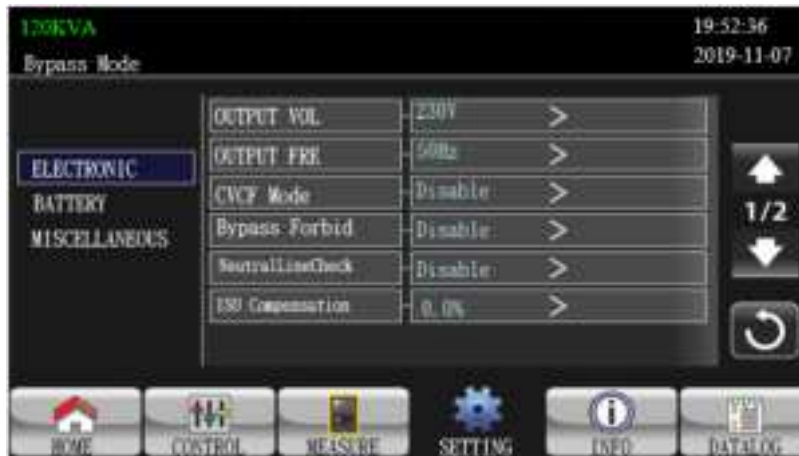 120KVA
19:52:36
Bypass Mode
2019-11-07
ELECTRONIC
BATTERY
MISCELLANEOUS
OUTPUT VOL 230V >
OUTPUT FRE 50Hz >
CVCF Mode Disable >
Bypass Forbid Disable >
NeutralLineCheck Disable >
Compensation 0.0% >
1/2
HOME
CONTROL
MEASURE
SETTING
INFO
DATALOG